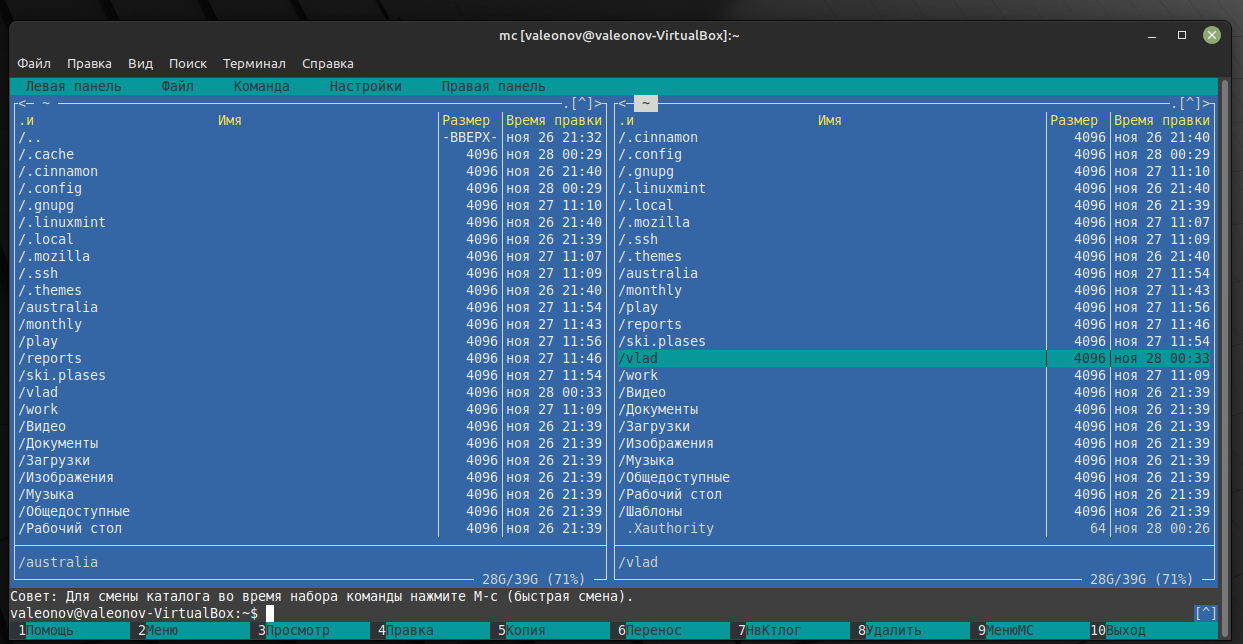 mc [valeonov@valeonov-VirtualBox]:~
Файл Правка Вид Поиск Терминал Справка
Левая панель Файл Команда Настройки Правая панель
<─ ~ ─.[^]> <─ ~ ─.[^]>
.и Имя Размер Время правки .и Имя Размер Время правки
/.. -ВВЕРХ- ноя 26 21:32 /.cinnamon 4096 ноя 26 21:40
/.cache 4096 ноя 28 00:29 /.config 4096 ноя 28 00:29
/.cinnamon 4096 ноя 26 21:40 /.gnupg 4096 ноя 27 11:10
/.config 4096 ноя 28 00:29 /.linuxmint 4096 ноя 26 21:40
/.gnupg 4096 ноя 27 11:10 /.local 4096 ноя 26 21:39
/.linuxmint 4096 ноя 26 21:40 /.mozilla 4096 ноя 27 11:07
/.local 4096 ноя 26 21:39 /.ssh 4096 ноя 27 11:09
/.mozilla 4096 ноя 27 11:07 /.themes 4096 ноя 26 21:40
/.ssh 4096 ноя 27 11:09 /australia 4096 ноя 27 11:54
/.themes 4096 ноя 26 21:40 /monthly 4096 ноя 27 11:43
/australia 4096 ноя 27 11:54 /play 4096 ноя 27 11:56
/monthly 4096 ноя 27 11:43 /reports 4096 ноя 27 11:46
/play 4096 ноя 27 11:56 /ski.plases 4096 ноя 27 11:54
/reports 4096 ноя 27 11:46 /vlad 4096 ноя 28 00:33
/ski.plases 4096 ноя 27 11:54 /work 4096 ноя 27 11:09
/vlad 4096 ноя 28 00:33 /Видео 4096 ноя 26 21:39
/work 4096 ноя 27 11:09 /Документы 4096 ноя 26 21:39
/Видео 4096 ноя 26 21:39 /Загрузки 4096 ноя 26 21:39
/Документы 4096 ноя 26 21:39 /Изображения 4096 ноя 26 21:39
/Загрузки 4096 ноя 26 21:39 /Музыка 4096 ноя 26 21:39
/Изображения 4096 ноя 26 21:39 /Общедоступные 4096 ноя 26 21:39
/Музыка 4096 ноя 26 21:39 /Рабочий стол 4096 ноя 26 21:39
/Общедоступные 4096 ноя 26 21:39 /Шаблоны 4096 ноя 26 21:39
/Рабочий стол 4096 ноя 26 21:39 .Xauthority 64 ноя 28 00:26
/australia /vlad
28G/39G (71%) 28G/39G (71%)
Совет: Для смены каталога во время набора команды нажмите M-c (быстрая смена).
valeonov@valeonov-VirtualBox:~$ [^]
1Помощь 2Меню 3Просмотр 4Правка 5Копия 6Перенос 7НвКтлог 8Удалить 9МенюMC 10Выход